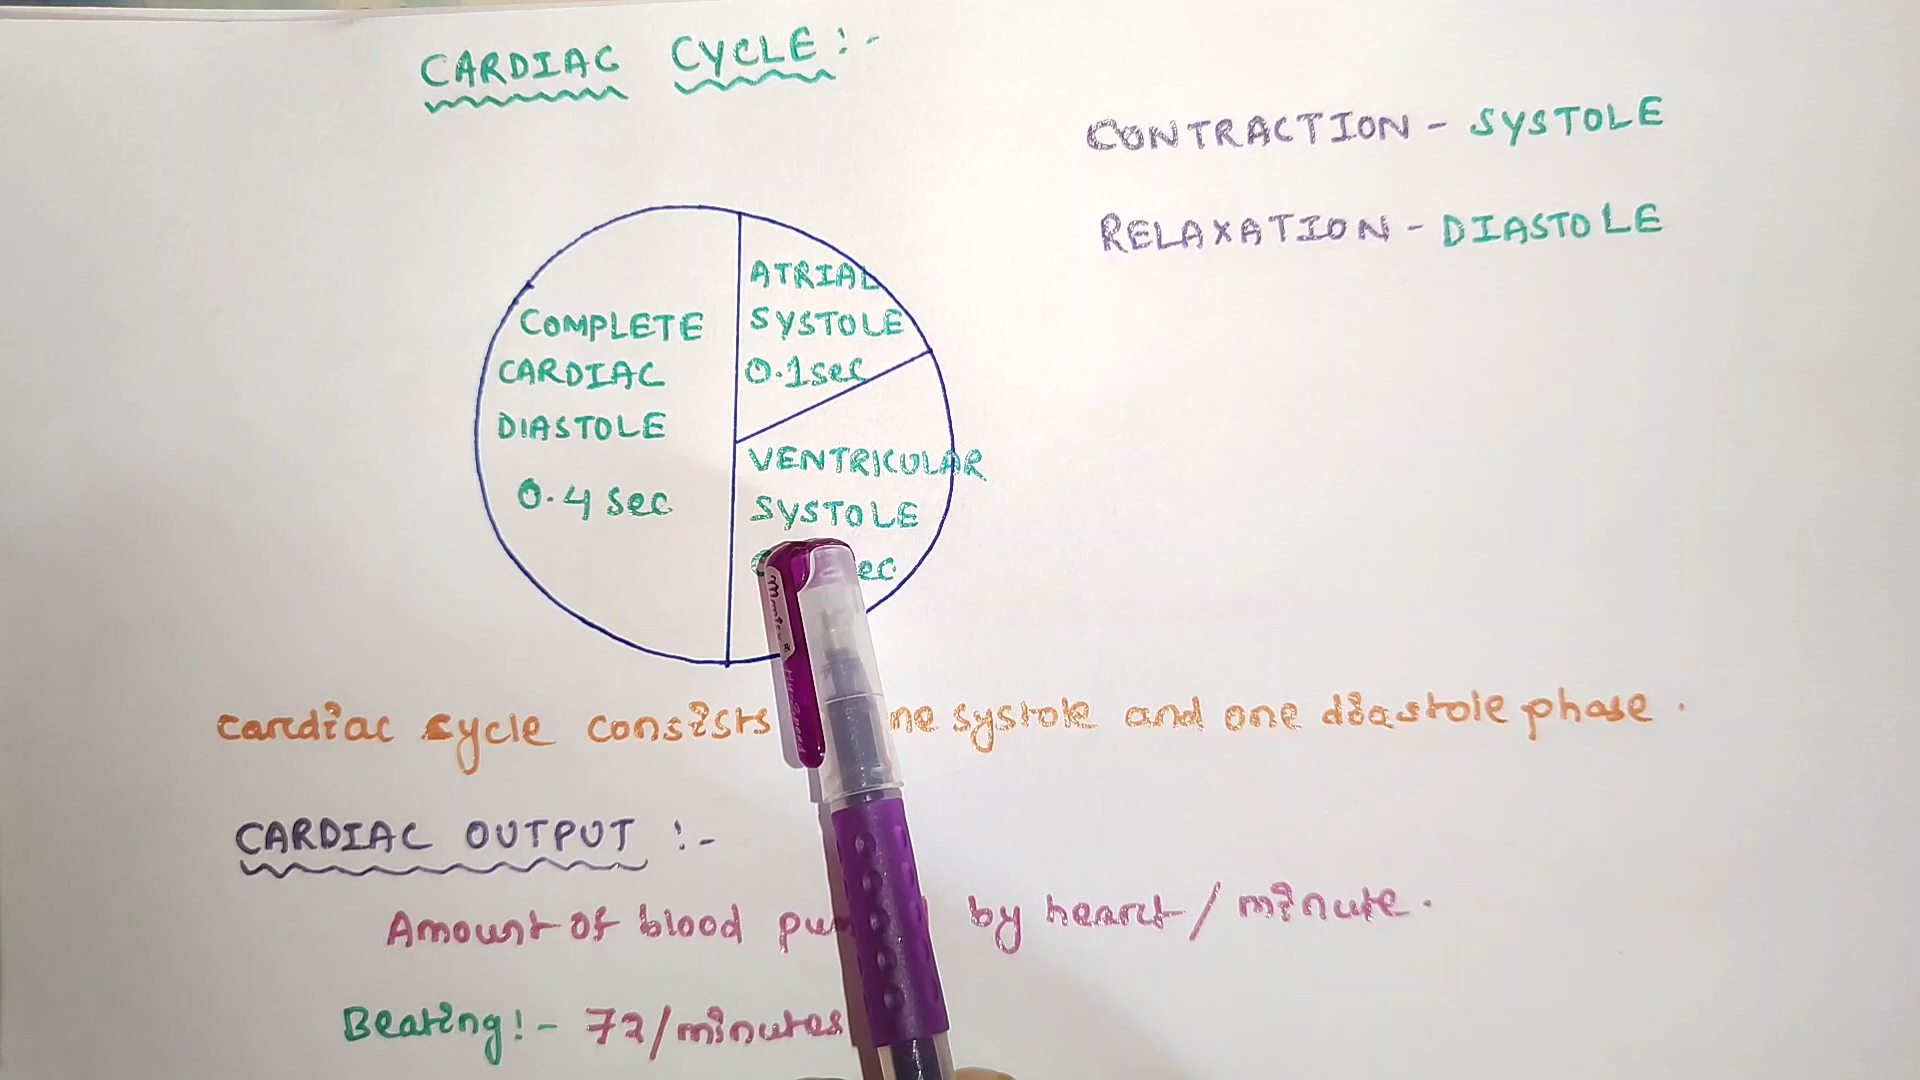 CARDIAC CYCLE :-
CONTRACTION - SYSTOLE
RELAXATION - DIASTOLE
COMPLETE
CARDIAC
DIASTOLE
0.4 sec
ATRIAL
SYSTOLE
0.1sec
VENTRICULAR
SYSTOLE
cardiac cycle consists systole and one diastole phase.
CARDIAC OUTPUT :-
Amount of blood by heart / minute.
Beating :- 72/minutes